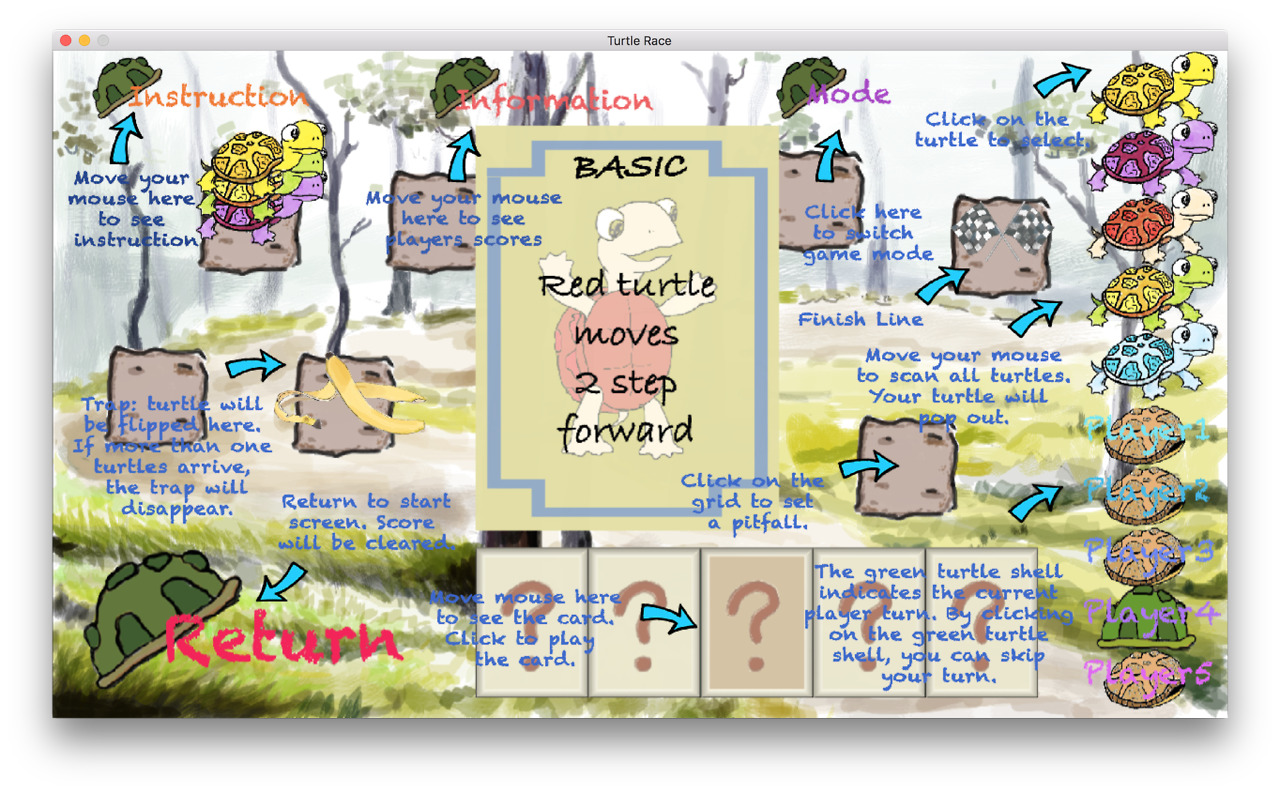 Turtle Race
Instruction
Information
Mode
Move your
mouse here
to see
instruction
Move your mouse
here to see
players scores
BASIC
Red turtle
moves
2 step
forward
Click here
to switch
game mode
Click on the
turtle to select.
Finish Line
Move your mouse
to scan all turtles.
Your turtle will
pop out.
Trap: turtle will
be flipped here.
If more than one
turtles arrive,
the trap will
disappear.
Return to start
screen. Score
will be cleared.
Return
Click on the
grid to set
a pitfall.
Move mouse here
to see the card.
Click to play
the card.
?
?
?
?
?
The green turtle shell
indicates the current
player turn. By clicking
on the green turtle
shell, you can skip
your turn.
Player1
Player2
Player3
Player4
Player5